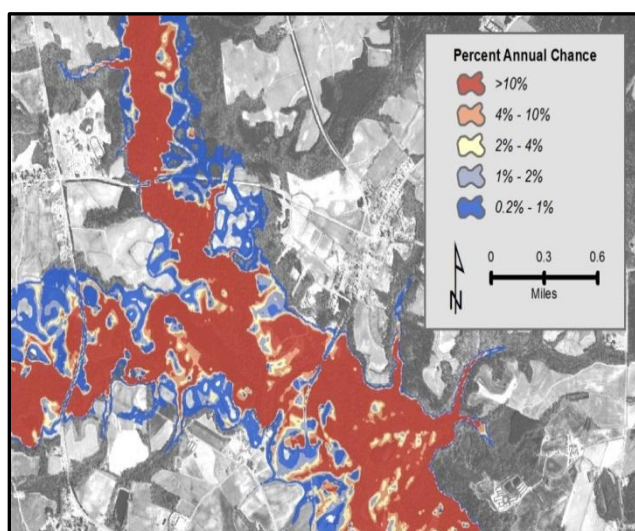 Percent Annual Chance
>10%
4% - 10%
2% - 4%
1% - 2%
0.2% - 1%
N
0 0.3 0.6
Miles